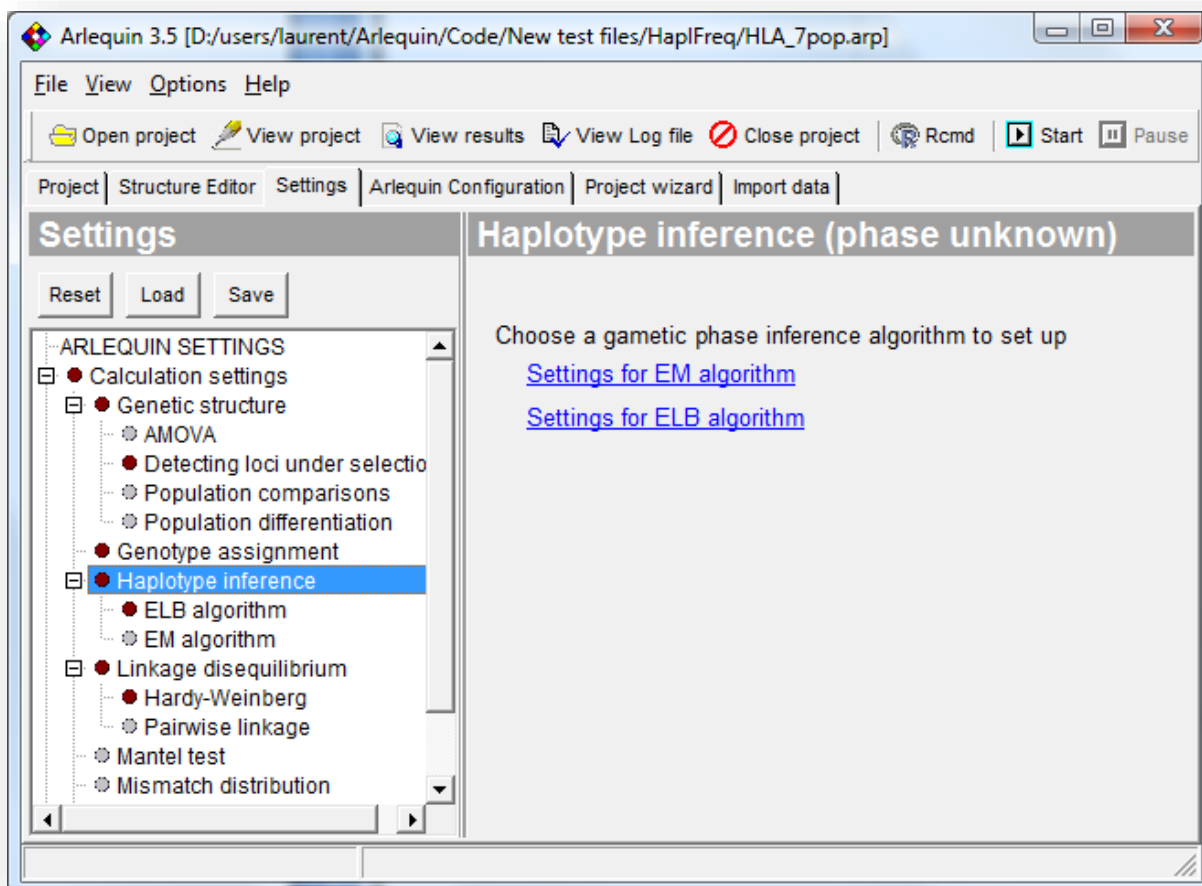 Arlequin 3.5 [D:/users/laurent/Arlequin/Code/New test files/HaplFreq/HLA_7pop.arp]
File View Options Help
Open project View project View results View Log file Close project Rcmd Start Pause
Project Structure Editor Settings Arlequin Configuration Project wizard Import data
Settings
Haplotype inference (phase unknown)
Reset Load Save
ARLEQUIN SETTINGS
Calculation settings
Genetic structure
AMOVA
Detecting loci under selectio
Population comparisons
Population differentiation
Genotype assignment
Haplotype inference
ELB algorithm
EM algorithm
Linkage disequilibrium
Hardy-Weinberg
Pairwise linkage
Mantel test
Mismatch distribution
Choose a gametic phase inference algorithm to set up
Settings for EM algorithm
Settings for ELB algorithm